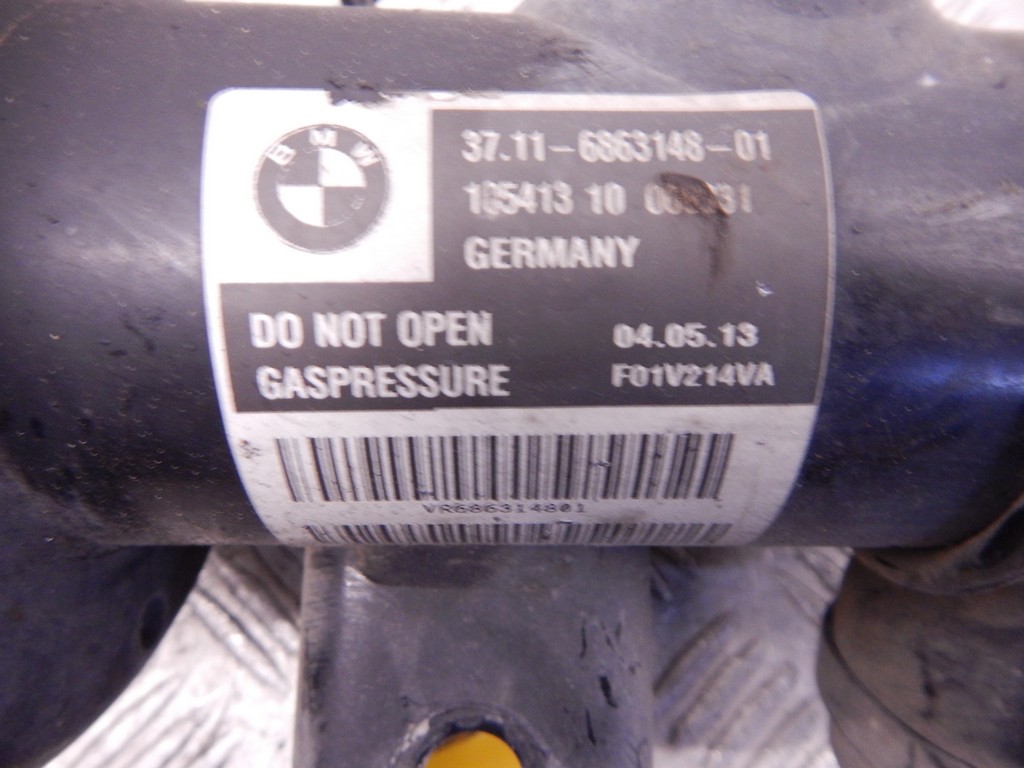 BMW
37.11-6863148-01
105413 10
GERMANY
DO NOT OPEN
04.05.13
GASPRESSURE
F01V214VA
VR686314801